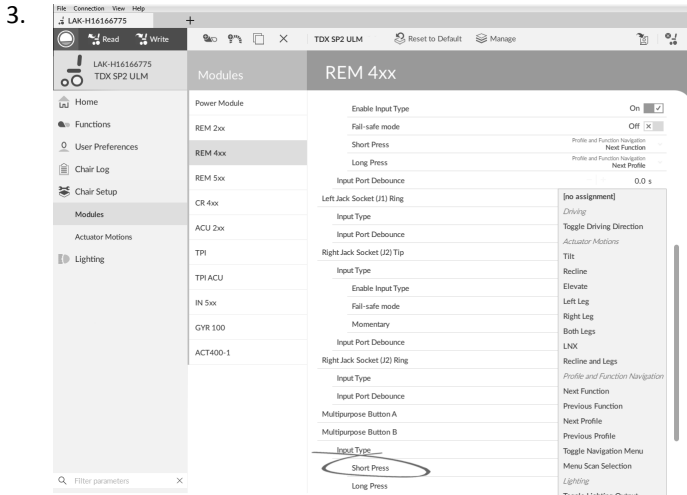 3.
File Connection View Help
LAK-H16166775 +
Read Write TDX SP2 ULM Reset to Default Manage
LAK-H16166775
TDX SP2 ULM
Modules
REM 4xx
Home
Functions
User Preferences
Chair Log
Chair Setup
Modules
Actuator Motions
Lighting
Filter parameters
Power Module
REM 2xx
REM 4xx
REM 5xx
CR 4xx
ACU 2xx
TPI
TPI ACU
IN 5xx
GYR 100
ACT400-1
Enable Input Type On
Fail-safe mode Off
Short Press Profile and Function Navigation
Next Function
Long Press Profile and Function Navigation
Next Profile
Input Port Debounce 0.0 s
Left Jack Socket (J1) Ring
Input Type
Input Port Debounce
Right Jack Socket (J2) Tip
Input Type
Enable Input Type
Fail-safe mode
Momentary
Input Port Debounce
Right Jack Socket (J2) Ring
Input Type
Input Port Debounce
Multipurpose Button A
Multipurpose Button B
Input Type
Short Press
Long Press
[no assignment]
Driving
Toggle Driving Direction
Actuator Motions
Tilt
Recline
Elevate
Left Leg
Right Leg
Both Legs
LNX
Recline and Legs
Profile and Function Navigation
Next Function
Previous Function
Next Profile
Previous Profile
Toggle Navigation Menu
Menu Scan Selection
Lighting